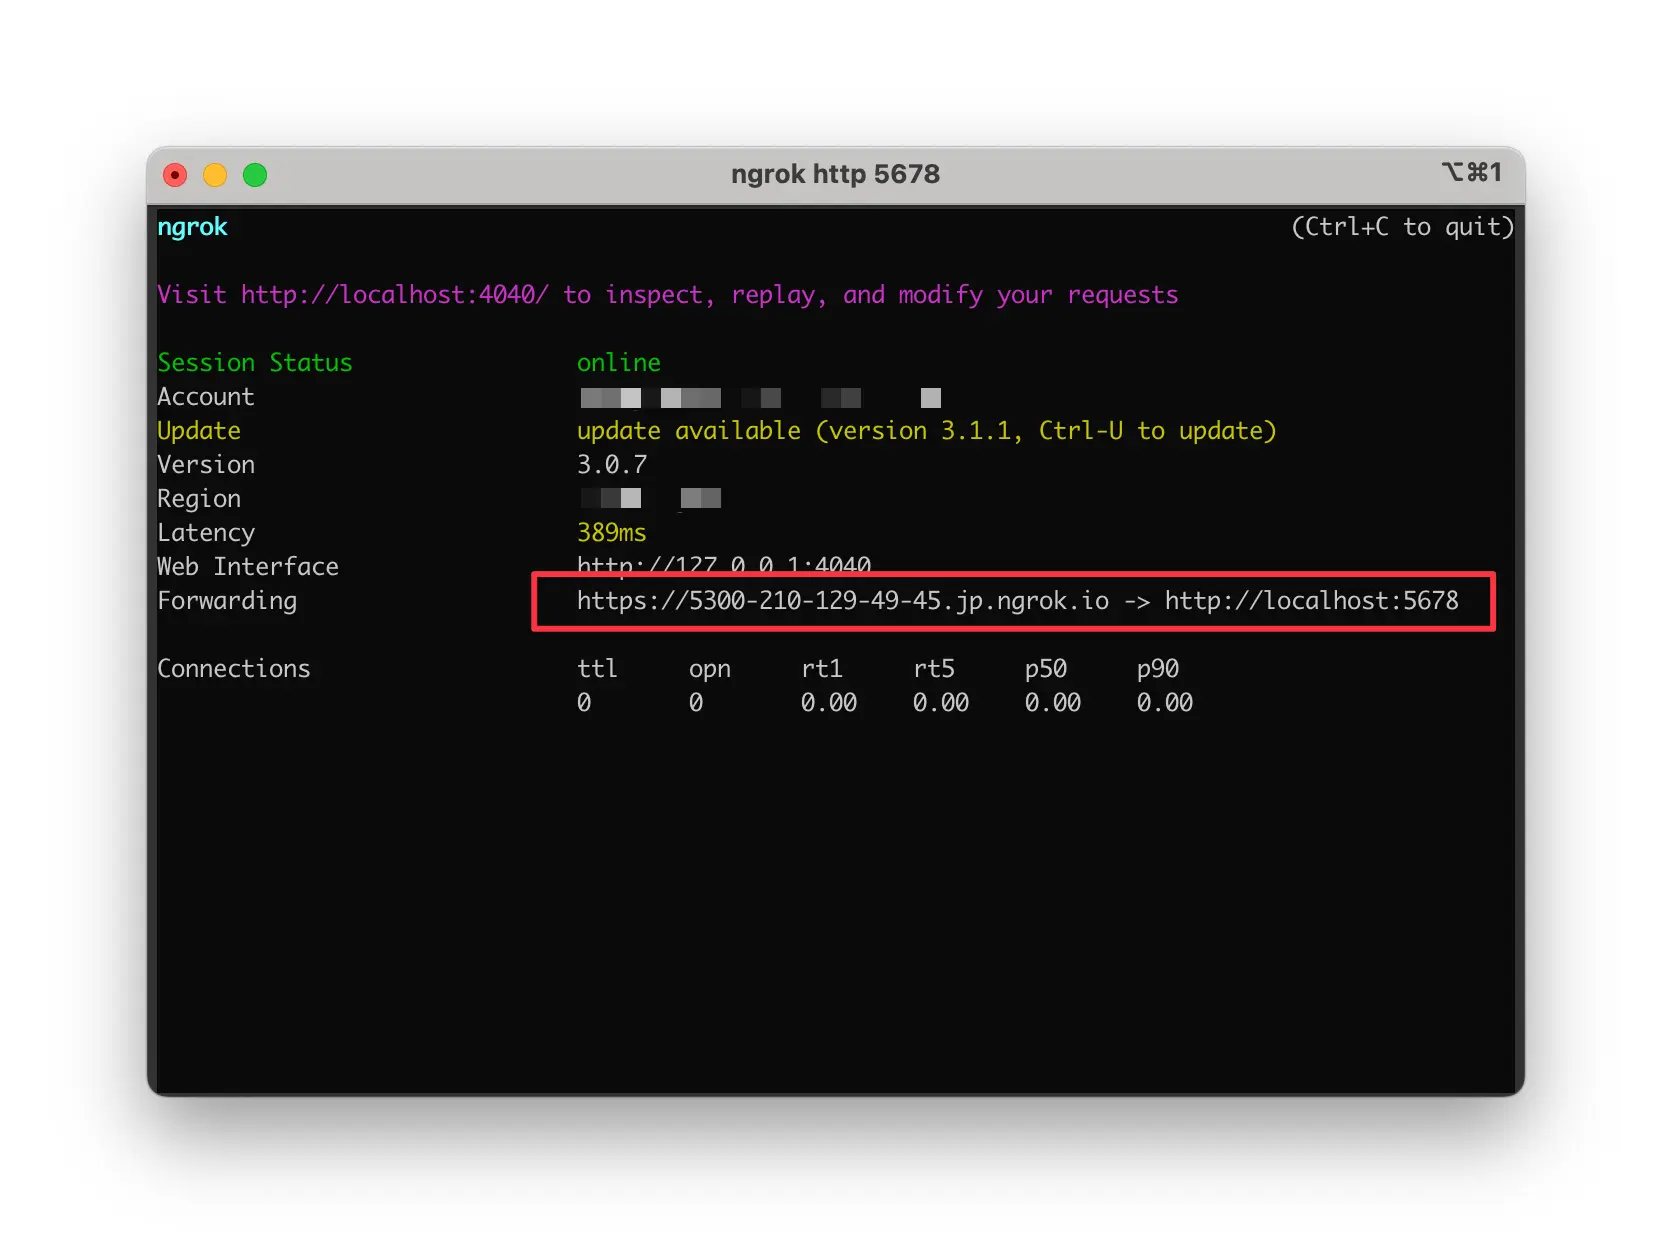 ngrok http 5678 ⌥⌘1
ngrok (Ctrl+C to quit)
Visit http://localhost:4040/ to inspect, replay, and modify your requests
Session Status online
Account
Update update available (version 3.1.1, Ctrl-U to update)
Version 3.0.7
Region
Latency 389ms
Web Interface http://127.0.0.1:4040
Forwarding https://5300-210-129-49-45.jp.ngrok.io -> http://localhost:5678
Connections ttl opn rt1 rt5 p50 p90
0 0 0.00 0.00 0.00 0.00